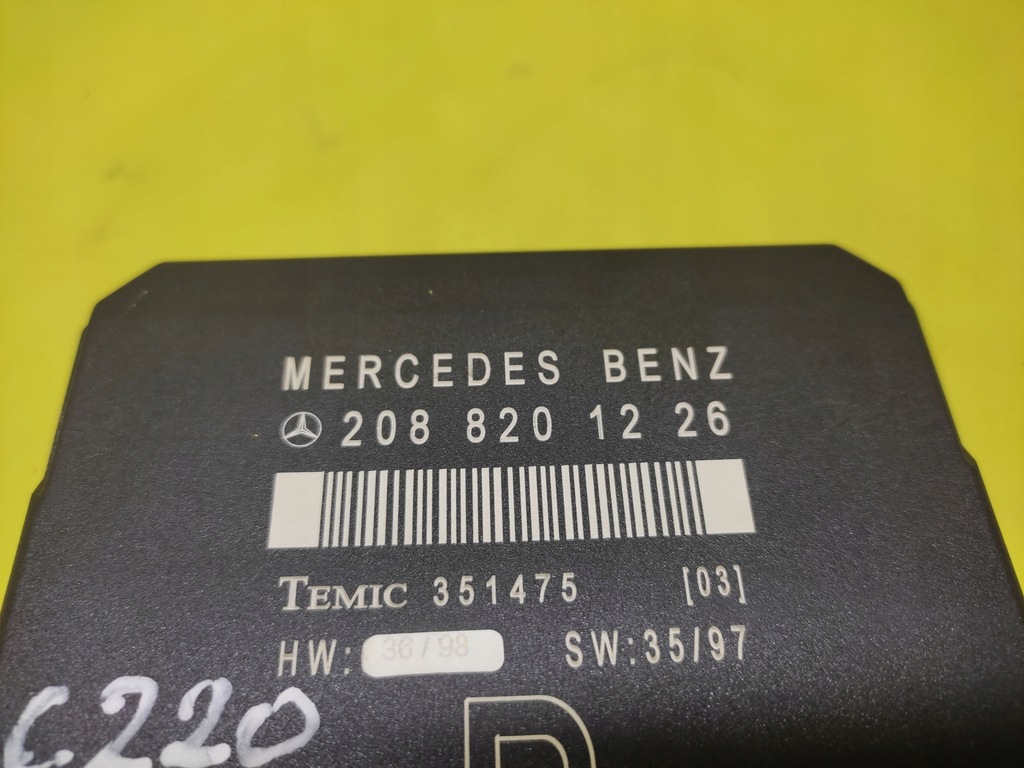 MERCEDES BENZ
208 820 12 26
TEMIC 351475 [03]
HW: 36/98 SW:35/97
C220